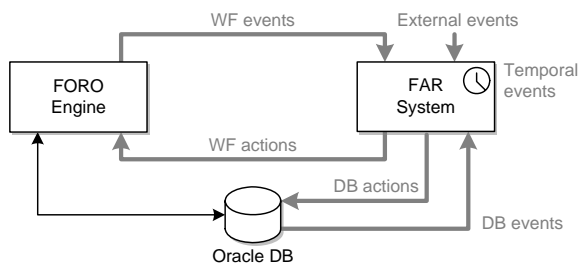 WF events
External events
FORO
Engine
FAR
System
Temporal
events
WF actions
DB actions
DB events
Oracle DB